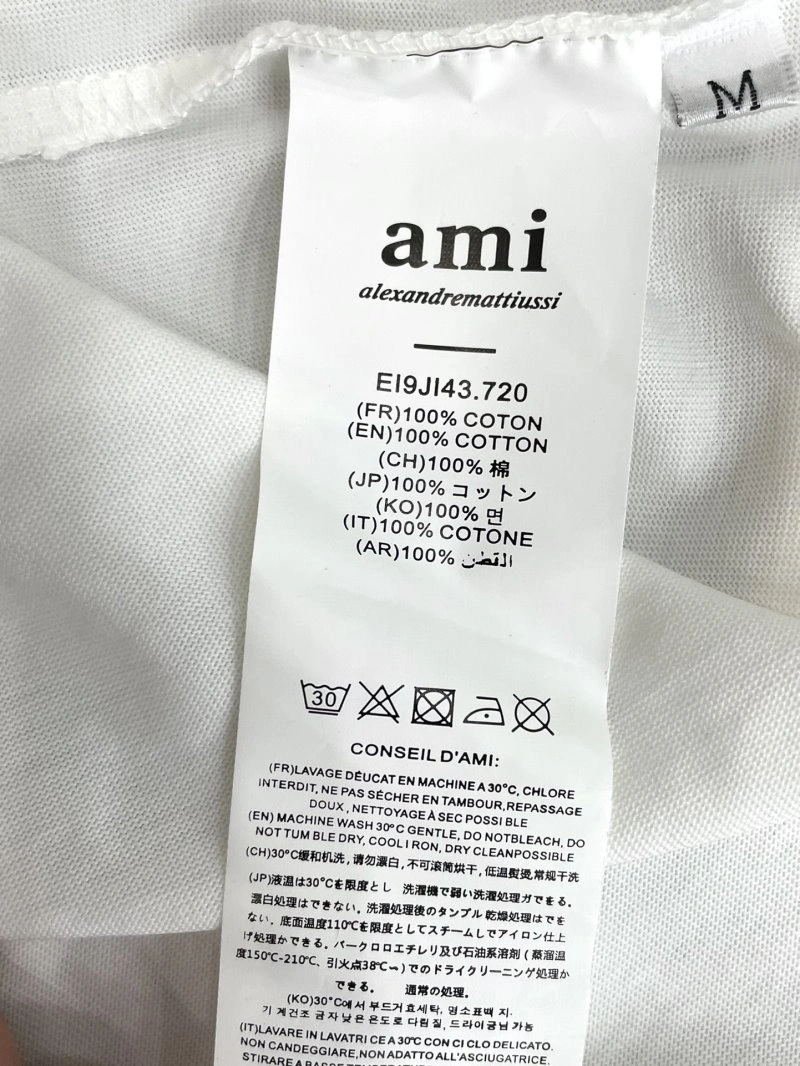 M
ami
alexandremattiussi
EI9JI43.720
(FR)100% COTON
(EN)100% COTTON
(CH)100% 棉
(JP)100% コットン
(KO)100% 면
(IT)100% COTONE
(AR)100% القطن
30
CONSEIL D'AMI:
(FR)LAVAGE DÉUCAT EN MACHINE A 30°C, CHLORE
INTERDIT, NE PAS SÉCHER EN TAMBOUR,REPASSAGE
DOUX , NETTOYAGE À SEC POSSI BLE
(EN) MACHINE WASH 30°C GENTLE, DO NOTBLEACH, DO
NOT TUM BLE DRY, COOL I RON, DRY CLEANPOSSIBLE
(CH)30°C缓和机洗,请勿漂白,不可滚筒烘干,低温熨烫,常规干洗
(JP)液温は30℃を限度とし 洗濯機で弱い洗濯処理ガできる.
漂白処理はできない. 洗濯処理後のタンブル 乾燥処理はでき
ない. 底面温度110℃を限度としてスチームしでアイロン仕上
げ処理かできる. パークロロエチレリ及び石油系溶剤 ( 蒸溜温
度150℃-210℃、引火点38℃∽)でのドライクリーニング処理か
できる. 通常の処理。
(KO)30°C에서 부드거 효세탁, 명소표백 지.
기 계건조 금자 낮은 온도로 다림 질, 드라이긍님 가능
(IT)LAVARE IN LAVATRI CE A 30℃ CON CI CLO DELICATO.
NON CANDEGGIARE,NON ADATTO ALL'ASCIUGATRICE.
STIRARE A BASSE